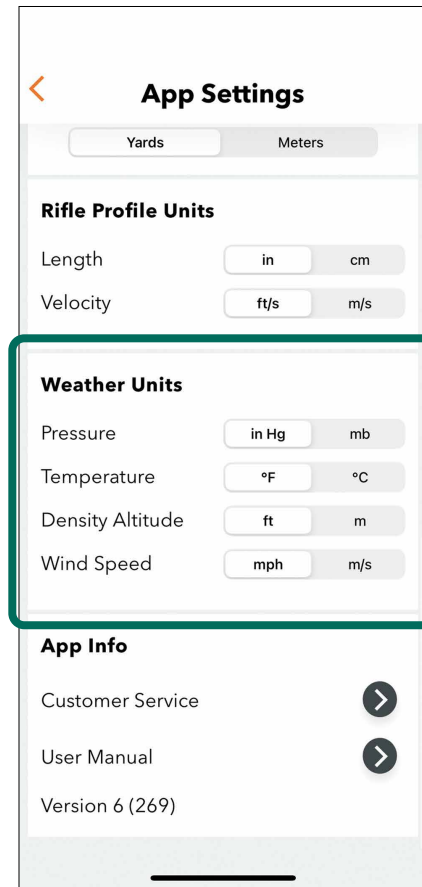 App Settings
Yards Meters
Rifle Profile Units
Length in cm
Velocity ft/s m/s
Weather Units
Pressure in Hg mb
Temperature °F °C
Density Altitude ft m
Wind Speed mph m/s
App Info
Customer Service
User Manual
Version 6 (269)